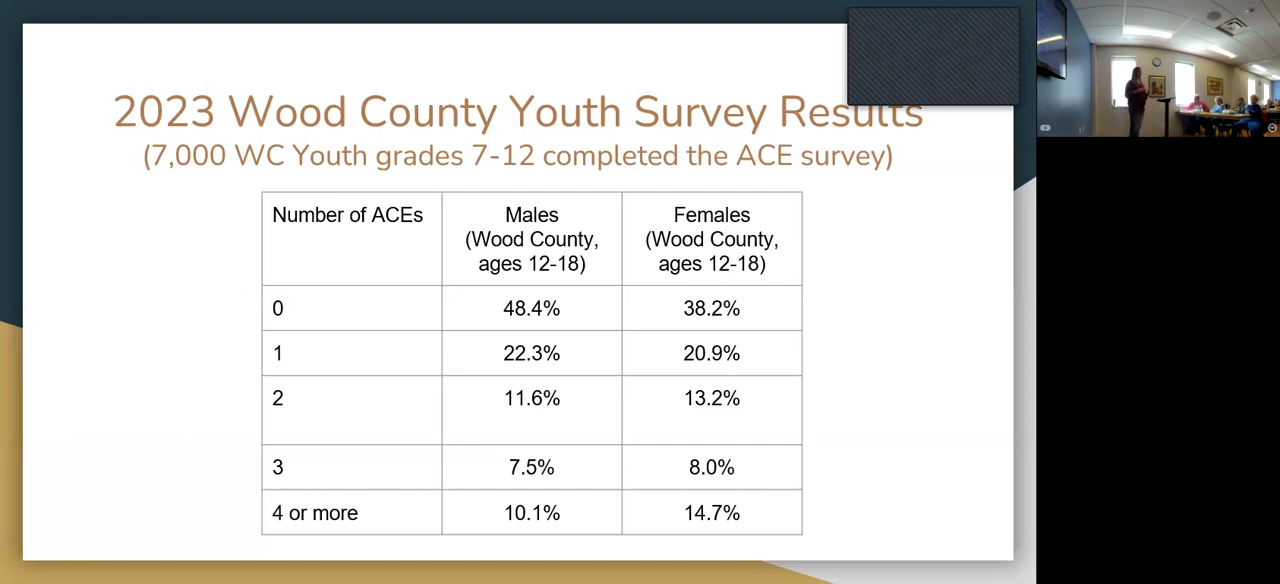 2023 Wood County Youth Survey Results
(7,000 WC Youth grades 7-12 completed the ACE survey)
Number of ACEs
Males
(Wood County,
ages 12-18)
Females
(Wood County,
ages 12-18)
0
48.4%
38.2%
1
22.3%
20.9%
2
11.6%
13.2%
3
7.5%
8.0%
4 or more
10.1%
14.7%